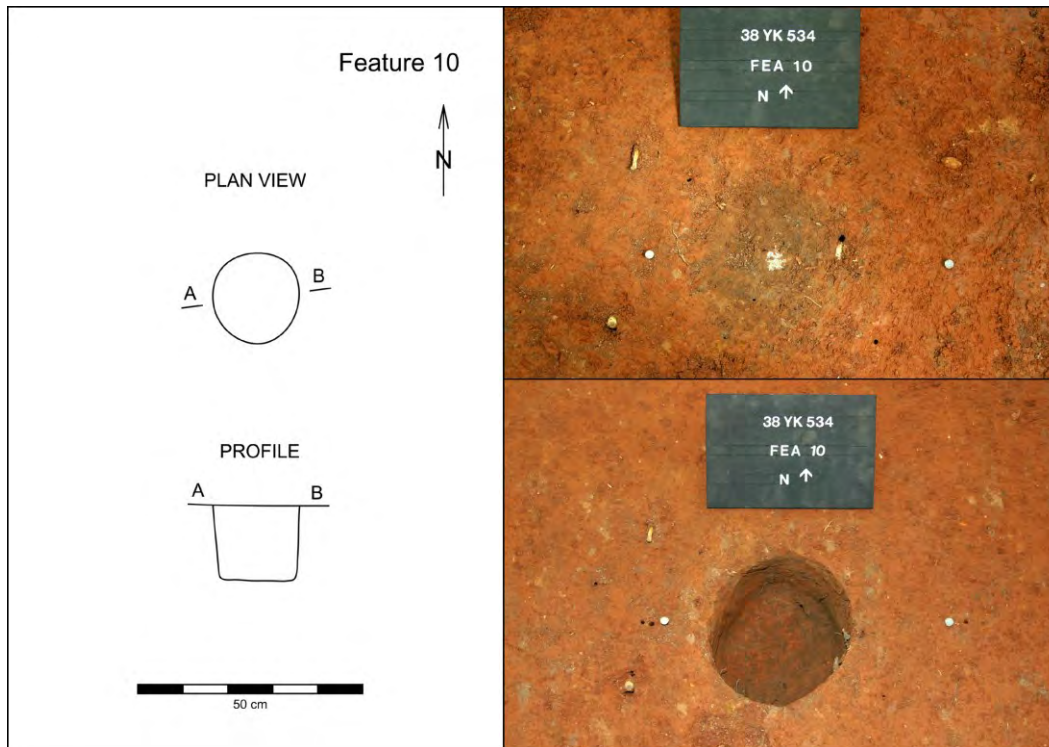 Feature 10
N
PLAN VIEW
A
B
PROFILE
A
B
50 cm
38 YK 534
FEA 10
N ↑
38 YK 534
FEA 10
N ↑